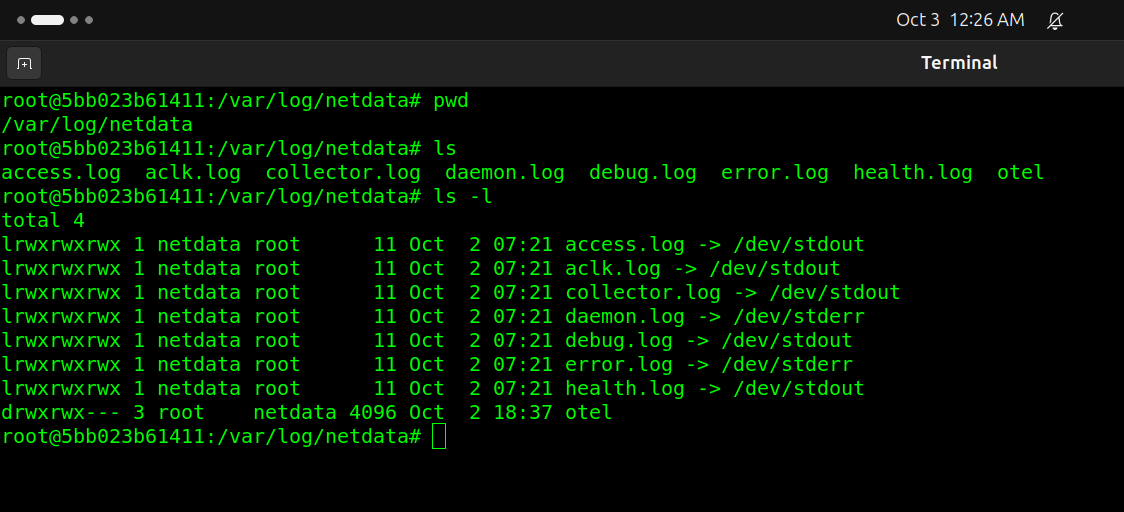 Oct 3 12:26 AM
Terminal
root@5bb023b61411:/var/log/netdata# pwd
/var/log/netdata
root@5bb023b61411:/var/log/netdata# ls
access.log  aclk.log  collector.log  daemon.log  debug.log  error.log  health.log  otel
root@5bb023b61411:/var/log/netdata# ls -l
total 4
lrwxrwxrwx 1 netdata root      11 Oct  2 07:21 access.log -> /dev/stdout
lrwxrwxrwx 1 netdata root      11 Oct  2 07:21 aclk.log -> /dev/stdout
lrwxrwxrwx 1 netdata root      11 Oct  2 07:21 collector.log -> /dev/stdout
lrwxrwxrwx 1 netdata root      11 Oct  2 07:21 daemon.log -> /dev/stderr
lrwxrwxrwx 1 netdata root      11 Oct  2 07:21 debug.log -> /dev/stdout
lrwxrwxrwx 1 netdata root      11 Oct  2 07:21 error.log -> /dev/stderr
lrwxrwxrwx 1 netdata root      11 Oct  2 07:21 health.log -> /dev/stdout
drwxrwx--- 3 root    netdata 4096 Oct  2 18:37 otel
root@5bb023b61411:/var/log/netdata#